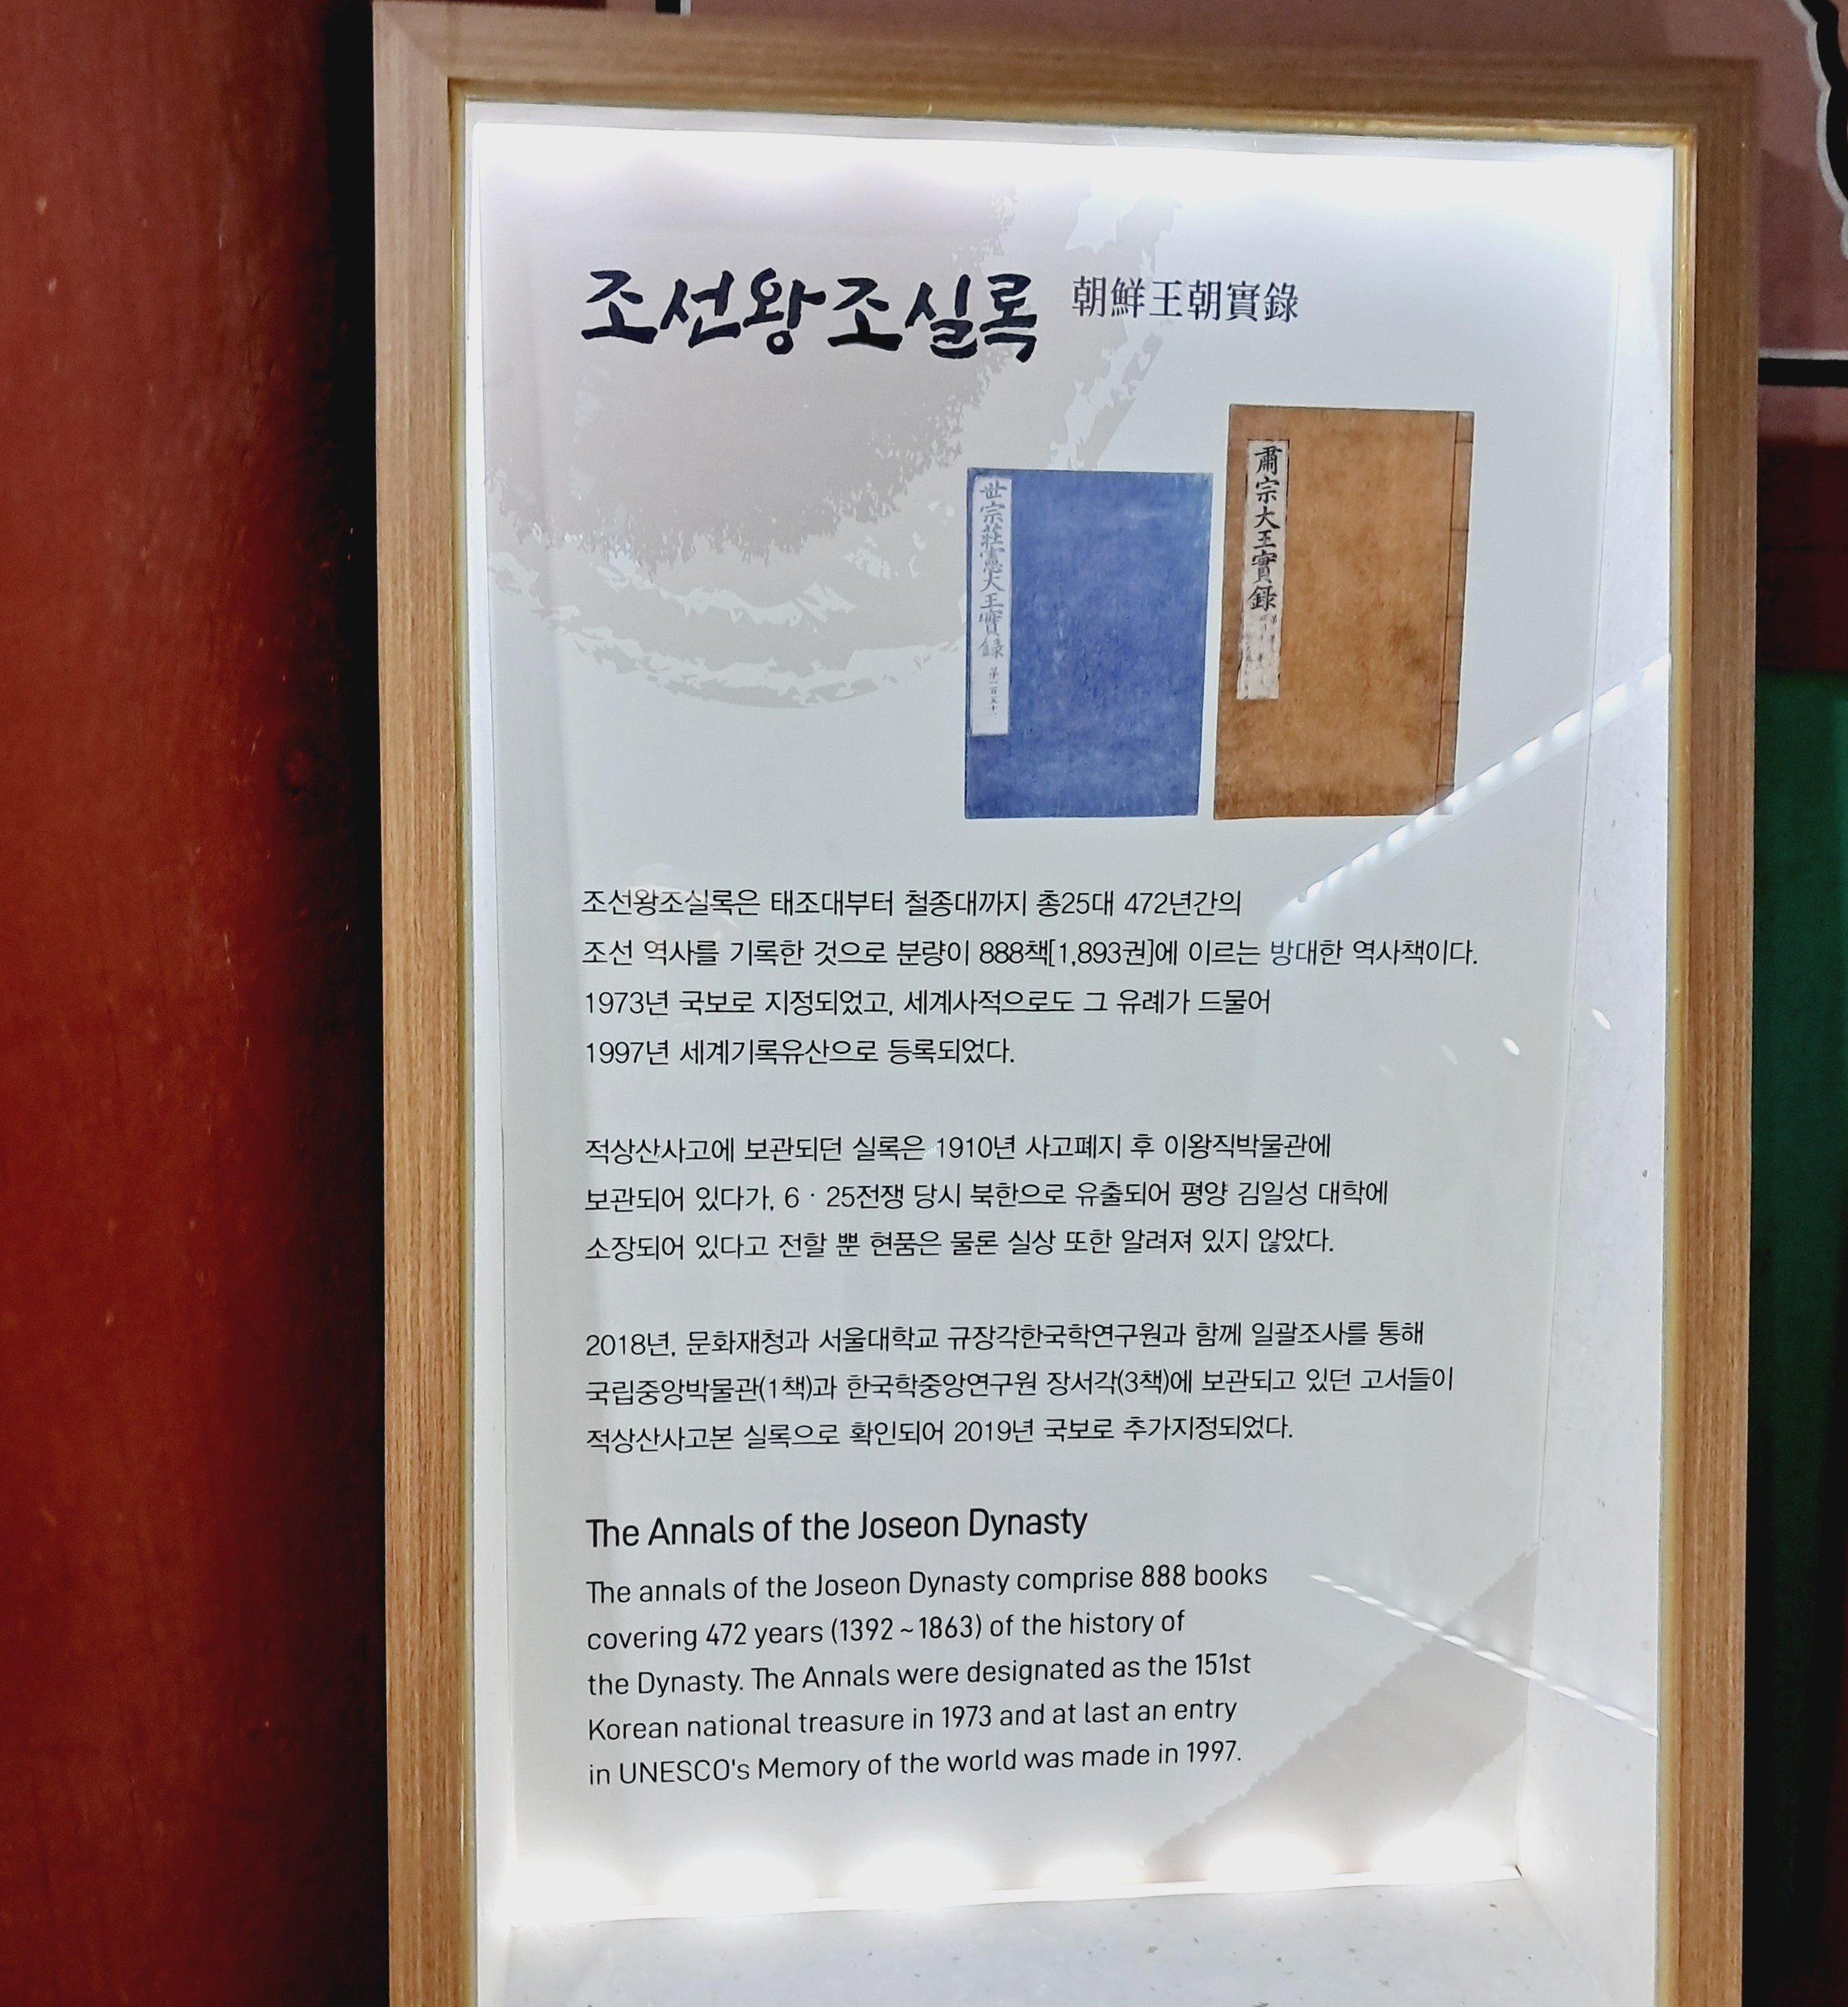 조선왕조실록 朝鮮王朝實錄
世宗莊憲大王實錄
肅宗大王實錄
조선왕조실록은 태조대부터 철종대까지 총25대 472년간의
조선 역사를 기록한 것으로 분량이 888책[1,893권]에 이르는 방대한 역사책이다.
1973년 국보로 지정되었고, 세계사적으로도 그 유례가 드물어
1997년 세계기록유산으로 등록되었다.
적상산사고에 보관되던 실록은 1910년 사고폐지 후 이왕직박물관에
보관되어 있다가, 6 · 25전쟁 당시 북한으로 유출되어 평양 김일성 대학에
소장되어 있다고 전할 뿐 현품은 물론 실상 또한 알려져 있지 않았다.
2018년, 문화재청과 서울대학교 규장각한국학연구원과 함께 일괄조사를 통해
국립중앙박물관(1책)과 한국학중앙연구원 장서각(3책)에 보관되고 있던 고서들이
적상산사고본 실록으로 확인되어 2019년 국보로 추가지정되었다.
The Annals of the Joseon Dynasty
The annals of the Joseon Dynasty comprise 888 books
covering 472 years (1392 ~ 1863) of the history of
the Dynasty. The Annals were designated as the 151st
Korean national treasure in 1973 and at last an entry
in UNESCO's Memory of the world was made in 1997.